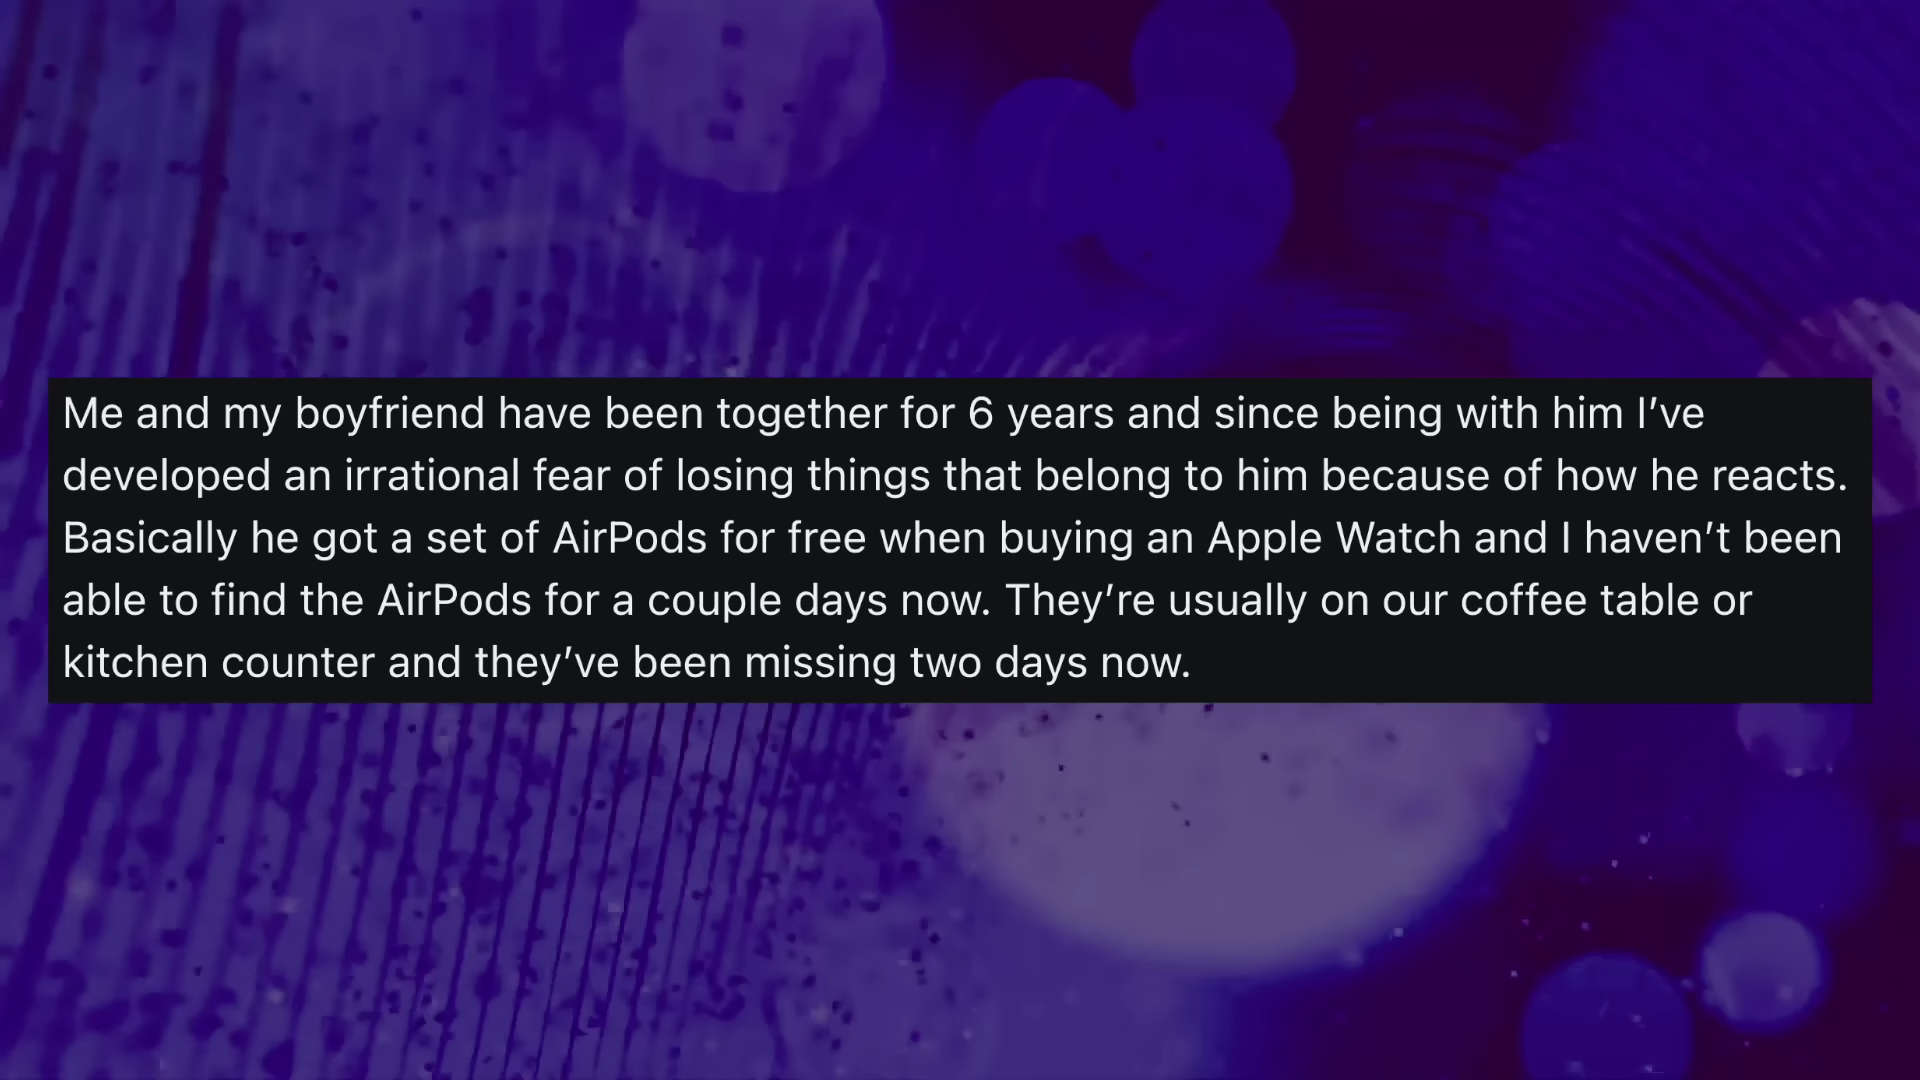 Me and my boyfriend have been together for 6 years and since being with him I’ve
developed an irrational fear of losing things that belong to him because of how he reacts.
Basically he got a set of AirPods for free when buying an Apple Watch and I haven’t been
able to find the AirPods for a couple days now. They’re usually on our coffee table or
kitchen counter and they’ve been missing two days now.